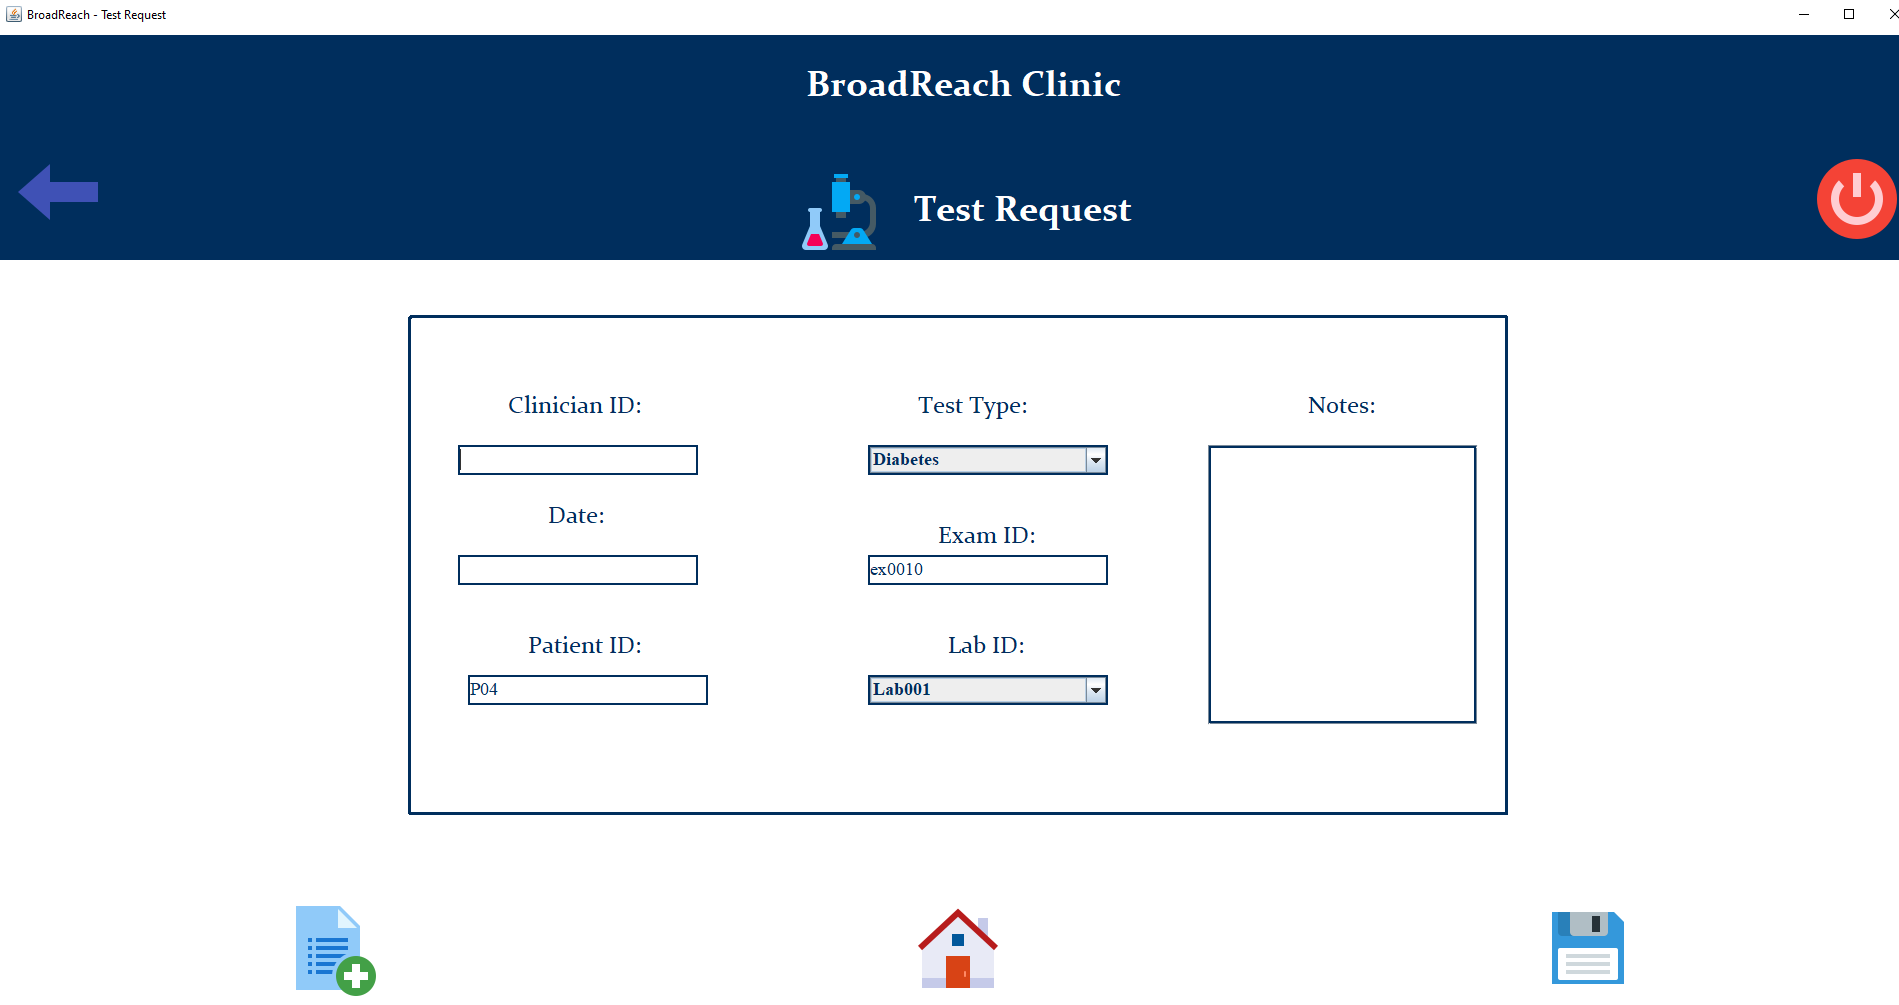 BroadReach - Test Request
BroadReach Clinic
Test Request
Clinician ID:
Test Type:
Notes:
Diabetes
Date:
Exam ID:
ex0010
Patient ID:
Lab ID:
P04
Lab001